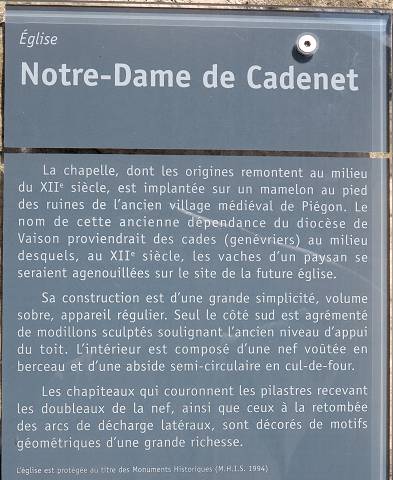 Église
Notre-Dame de Cadenet
La chapelle, dont les origines remontent au milieu
du XIIe siècle, est implantée sur un mamelon au pied
des ruines de l'ancien village médiéval de Piégon. Le
nom de cette ancienne dépendance du diocèse de
Vaison proviendrait des cades (genévriers) au milieu
desquels, au XIIe siècle, les vaches d'un paysan se
seraient agenouillées sur le site de la future église.
Sa construction est d'une grande simplicité, volume
sobre, appareil régulier. Seul le côté sud est agrémenté
de modillons sculptés soulignant l'ancien niveau d'appui
du toit. L'intérieur est composé d'une nef voûtée en
berceau et d'une abside semi-circulaire en cul-de-four.
Les chapiteaux qui couronnent les pilastres recevant
les doubleaux de la nef, ainsi que ceux à la retombée
des arcs de décharge latéraux, sont décorés de motifs
géométriques d'une grande richesse.
L'église est protégée au titre des Monuments Historiques (M.H.I.S. 1994)